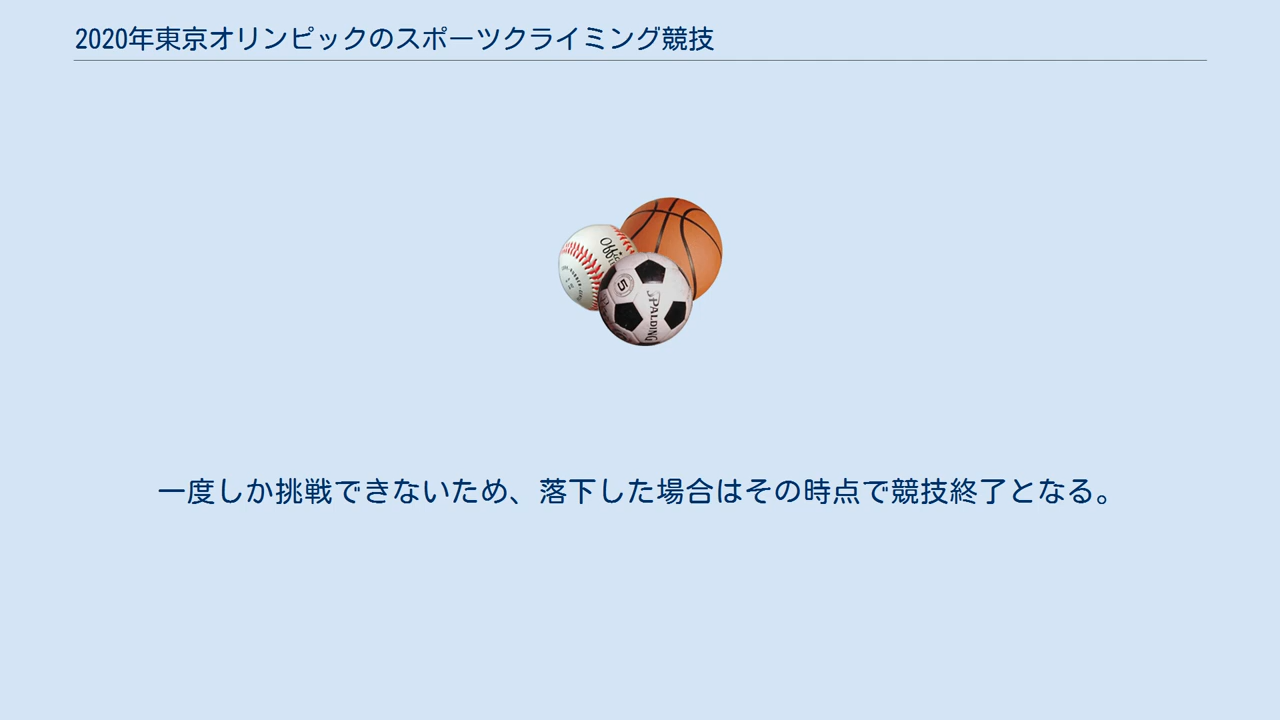 2020年東京オリンピックのスポーツクライミング競技
Offic
5
SPALDING
一度しか挑戦できないため、落下した場合はその時点で競技終了となる。